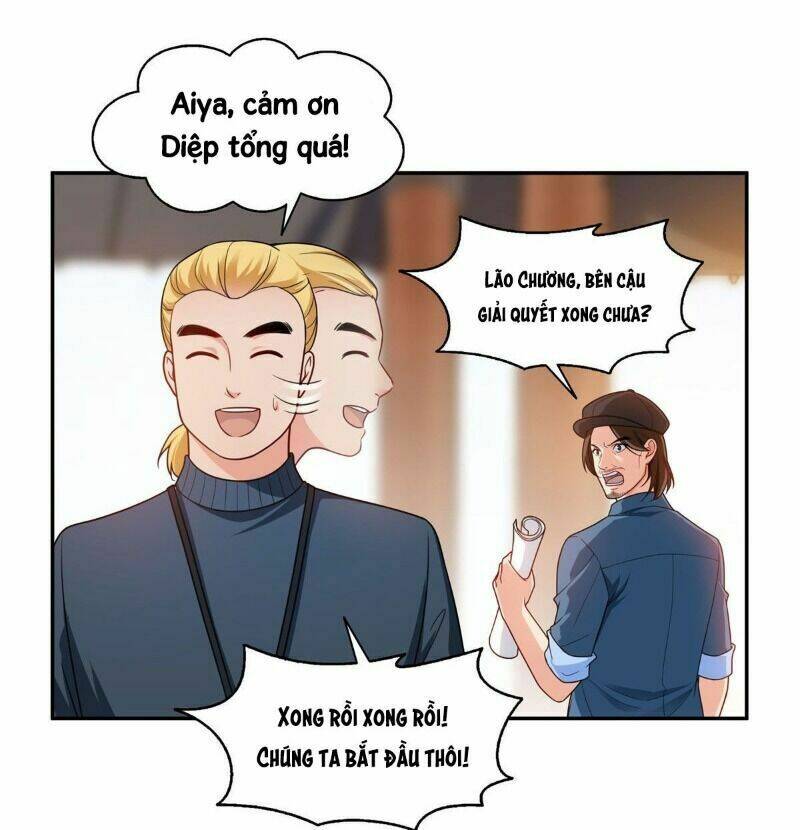 Aiya, cảm ơn
Diệp tổng quá!
LÃO CHƯƠNG, BÊN CẬU
GIẢI QUYẾT XONG CHƯA?
XONG RỒI XONG RỒI!
CHÚNG TA BẮT ĐẦU THÔI!